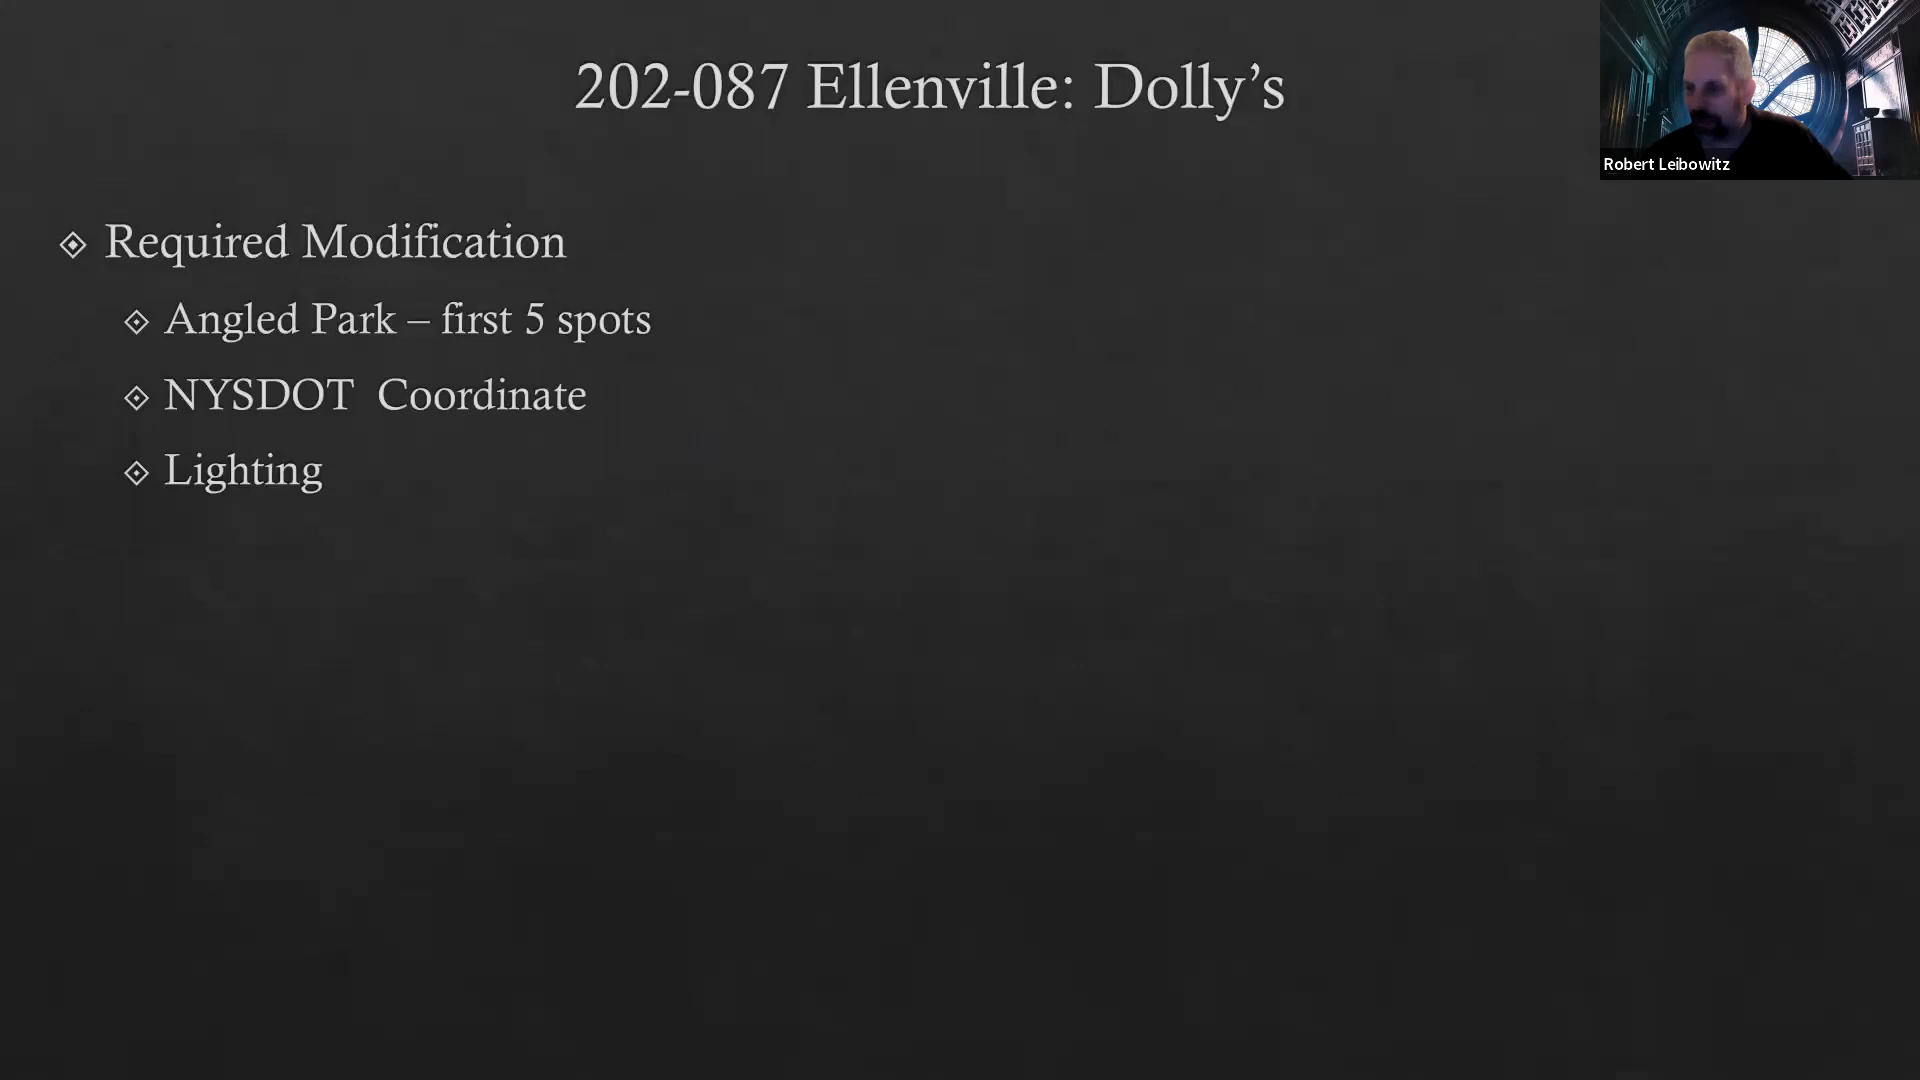 202-087 Ellenville: Dolly’s
Robert Leibowitz
Required Modification
Angled Park – first 5 spots
NYSDOT  Coordinate
Lighting